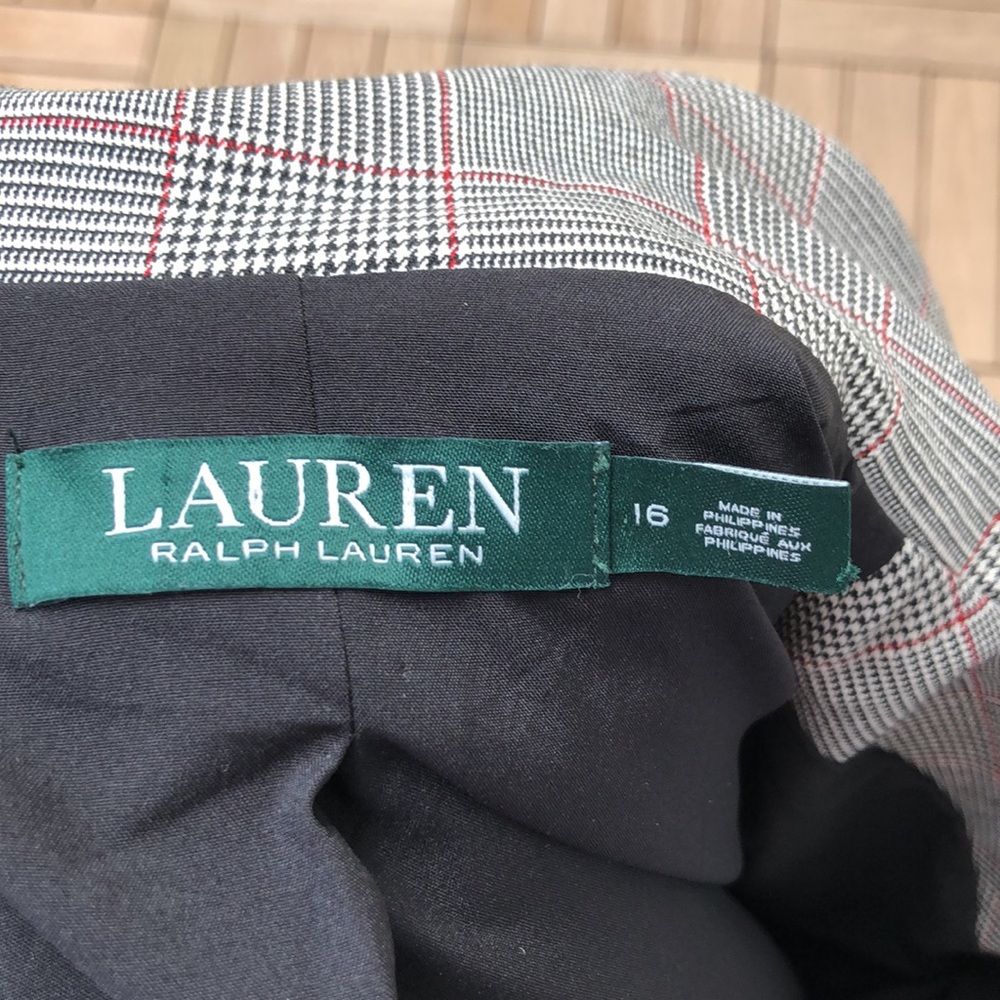 LAUREN
RALPH LAUREN
16
MADE IN
PHILIPPINES
FABRIQUÉ AUX
PHILIPPINES